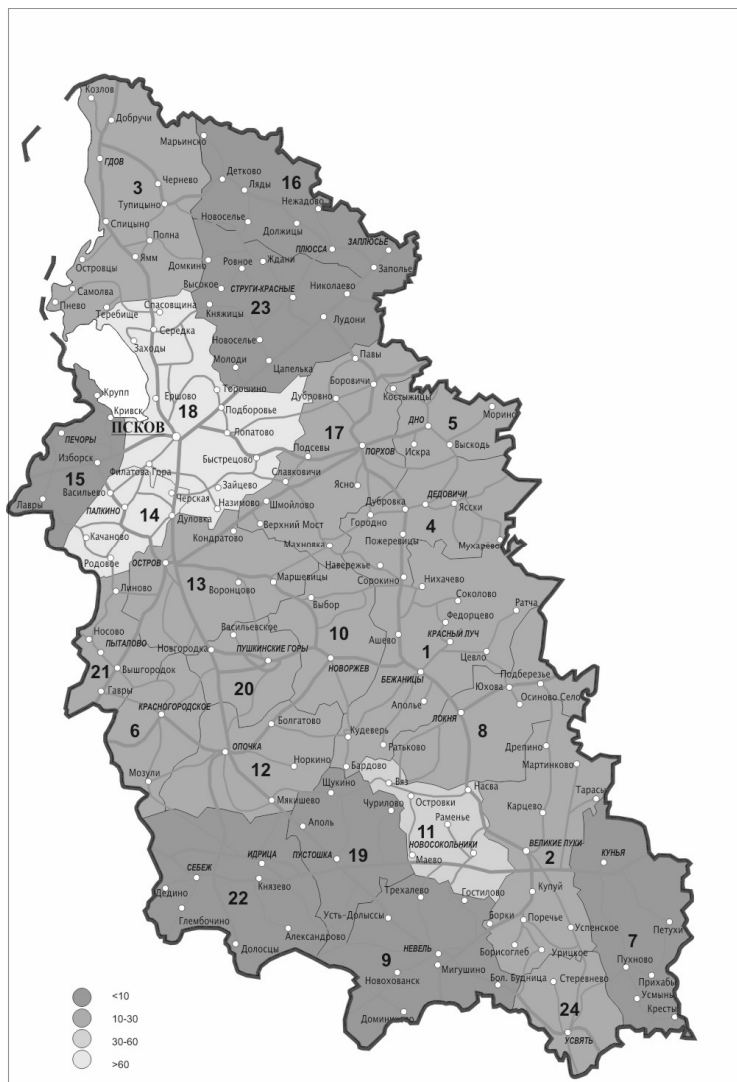 Козлов
Добручи
Марьинско
ГДОВ
Детково
16
Чернево
Ляды
3
Тупицыно
Нежадово
Новоселье
Спицыно
Должицы
Полна
ПЛЮССА
ЗАПЛЮСЬЕ
Ямм
Островцы
Домкино
Ровное
Ждани
Заполье
Самолва
Высокое
СТРУГИ-КРАСНЫЕ
Николаево
Пнево
Теребище
Спасовщина
Княжицы
23
Середка
Лудони
Заходы
Новоселье
Молоди
Цапелька
Павы
Крупп
Ершово
Торошино
Боровичи
Костыжицы
Кривск
18
Подборовье
Дубровно
5
Морино
ПСКОВ
ДНО
ПЕЧОРЫ
Лопатово
17
Выскодь
Изборск
Подсевы
ПОРХОВ
Искра
15
Филатова Гора
Быстрецово
Славковичи
Васильево
Зайцево
Ясно
ДЕДОВИЧИ
Лавры
Черская
ПАЛКИНО
14
Назимово
Шмойлово
Дубровка
Ясски
Дуловка
Городно
4
Верхний Мост
Качаново
Кондратово
Пожеревицы
Мухарево
Махновка
Родовое
ОСТРОВ
Навережье
13
Маршевицы
Сорокино
Нихачево
Линово
Воронцово
Соколово
Выбор
Ратча
Федорцево
Носово
Васильевское
10
Ашево
КРАСНЫЙ ЛУЧ
ПЫТАЛОВО
Новгородка
ПУШКИНСКИЕ ГОРЫ
1
Цевло
21
Вышгородок
НОВОРЖЕВ
Подберезье
БЕЖАНИЦЫ
Гавры
20
Юхова
Осиново Село
Аполье
6
КРАСНОГОРОДСКОЕ
Болгатово
ЛОКНЯ
Кудеверь
8
ОПОЧКА
Ратьково
Дрепино
12
Норкино
Бардово
Мартинково
Мозули
Вяз
Щукино
Насва
Мякишево
Островки
Тарасы
Чурилово
Карцево
Аполь
11
Раменье
НОВОСОКОЛЬНИКИ
ВЕЛИКИЕ ЛУКИ
ИДРИЦА
ПУСТОШКА
19
Маево
2
КУНЬЯ
СЕБЕЖ
Князево
22
Трехалево
Гостилово
Купуй
Дедино
Глембочино
Усть-Долыссы
Борки
Поречье
Александрово
Успенское
Петухи
Долосцы
НЕВЕЛЬ
Борисоглеб
Урицкое
7
9
Мигушино
Пухново
Новохованск
Бол. Будница
Стеревнево
Прихабы
Усмынь
<10
24
Кресты
10-30
УСВЯТЫ
30-60
>60